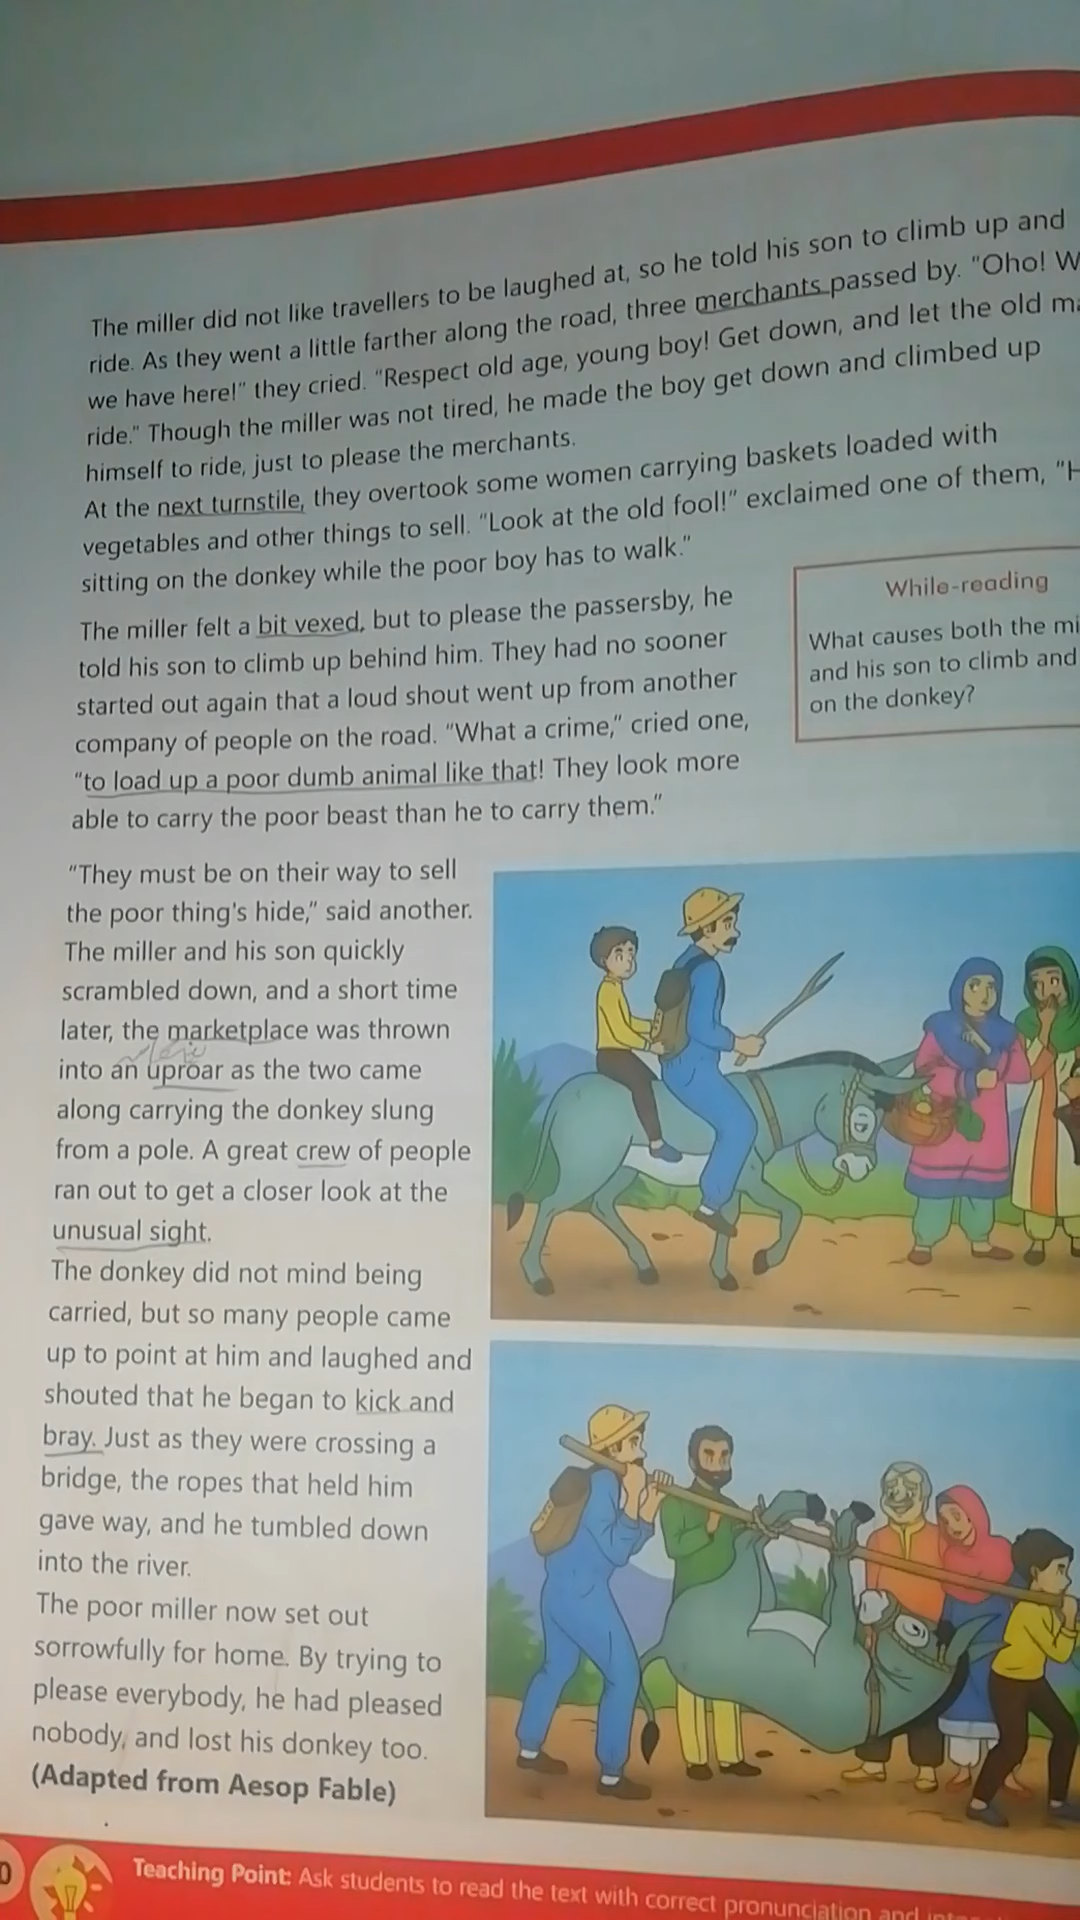 The miller did not like travellers to be laughed at, so he told his son to climb up and
ride. As they went a little farther along the road, three merchants passed by. "Oho! W
we have here!" they cried. "Respect old age, young boy! Get down, and let the old ma
ride." Though the miller was not tired, he made the boy get down and climbed up
himself to ride, just to please the merchants.
At the next turnstile, they overtook some women carrying baskets loaded with
vegetables and other things to sell. "Look at the old fool!" exclaimed one of them, "H
sitting on the donkey while the poor boy has to walk."
The miller felt a bit vexed, but to please the passersby, he
told his son to climb up behind him. They had no sooner
started out again that a loud shout went up from another
company of people on the road. "What a crime," cried one,
"to load up a poor dumb animal like that! They look more
able to carry the poor beast than he to carry them."
While-reading
What causes both the mi
and his son to climb and
on the donkey?
"They must be on their way to sell
the poor thing's hide," said another.
The miller and his son quickly
scrambled down, and a short time
later, the marketplace was thrown
into an uproar as the two came
along carrying the donkey slung
from a pole. A great crew of people
ran out to get a closer look at the
unusual sight.
The donkey did not mind being
carried, but so many people came
up to point at him and laughed and
shouted that he began to kick and
bray. Just as they were crossing a
bridge, the ropes that held him
gave way, and he tumbled down
into the river.
The poor miller now set out
sorrowfully for home. By trying to
please everybody, he had pleased
nobody, and lost his donkey too.
(Adapted from Aesop Fable)
0
Teaching Point: Ask students to read the text with correct pronunciation and